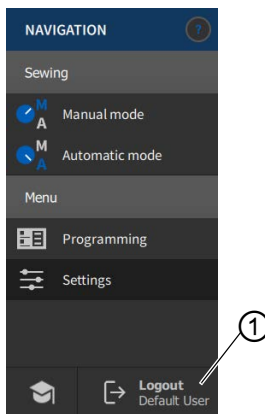 NAVIGATION ?
Sewing
M
A
Manual mode
M
A
Automatic mode
Menu
Programming
Settings
1
Logout
Default User